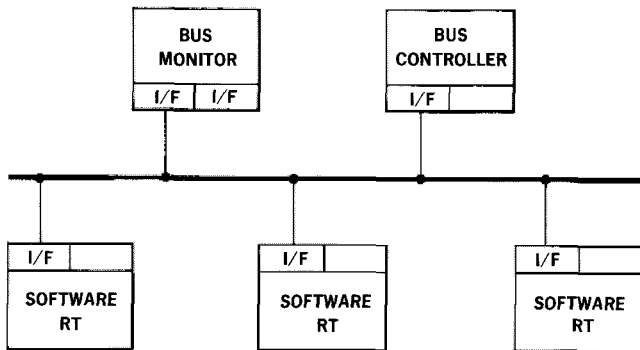 BUS
MONITOR
I/F I/F
BUS
CONTROLLER
I/F
I/F
SOFTWARE
RT
I/F
SOFTWARE
RT
I/F
SOFTWARE
RT